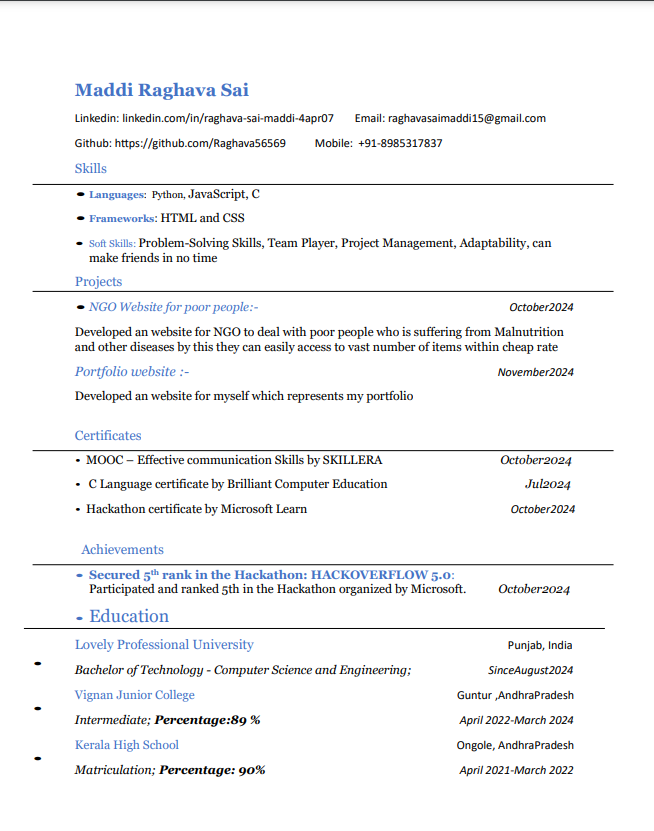 Maddi Raghava Sai
Linkedin: linkedin.com/in/raghava-sai-maddi-4apr07 Email: raghavasaimaddi15@gmail.com
Github: https://github.com/Raghava56569 Mobile: +91-8985317837
Skills
• Languages: Python, JavaScript, C
• Frameworks: HTML and CSS
• Soft Skills: Problem-Solving Skills, Team Player, Project Management, Adaptability, can
make friends in no time
Projects
• NGO Website for poor people:- October2024
Developed an website for NGO to deal with poor people who is suffering from Malnutrition
and other diseases by this they can easily access to vast number of items within cheap rate
Portfolio website :- November2024
Developed an website for myself which represents my portfolio
Certificates
• MOOC – Effective communication Skills by SKILLERA October2024
• C Language certificate by Brilliant Computer Education Jul2024
• Hackathon certificate by Microsoft Learn October2024
Achievements
• Secured 5th rank in the Hackathon: HACKOVERFLOW 5.0:
Participated and ranked 5th in the Hackathon organized by Microsoft. October2024
• Education
Lovely Professional University Punjab, India
• Bachelor of Technology - Computer Science and Engineering; SinceAugust2024
Vignan Junior College Guntur ,AndhraPradesh
• Intermediate; Percentage:89 % April 2022-March 2024
Kerala High School Ongole, AndhraPradesh
• Matriculation; Percentage: 90% April 2021-March 2022